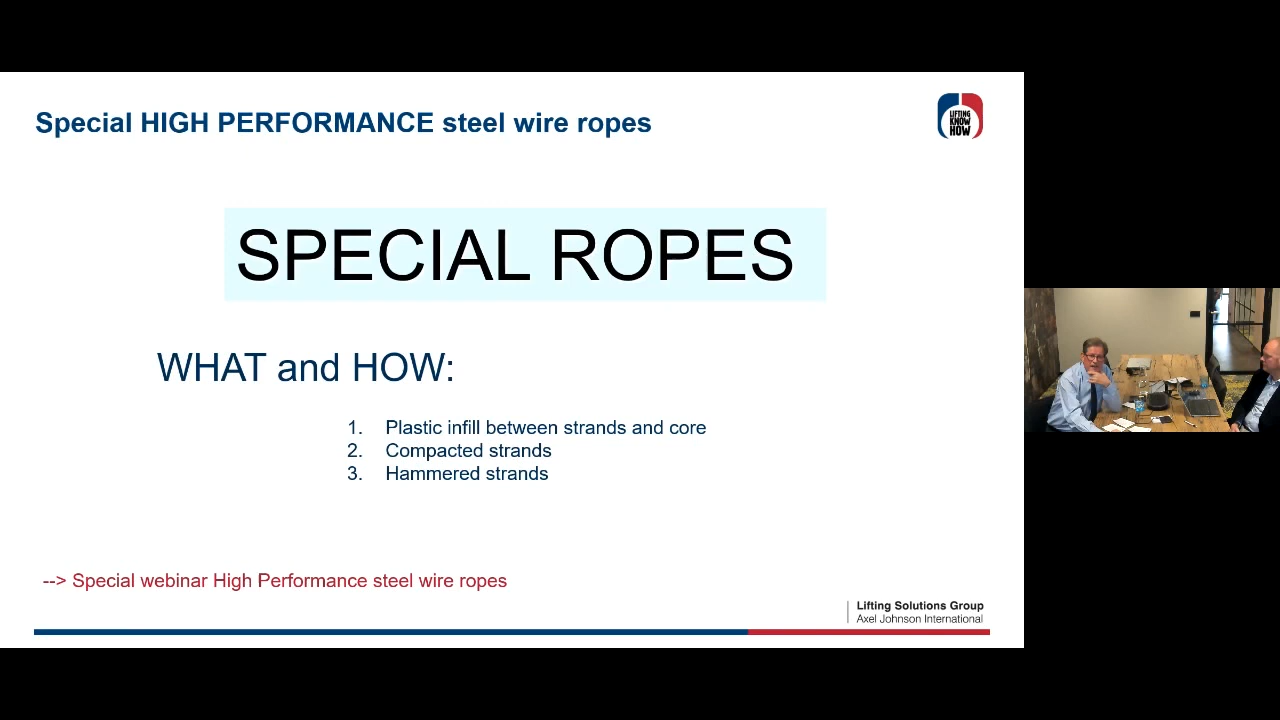 Special HIGH PERFORMANCE steel wire ropes
LIFTING
KNOW
HOW
SPECIAL ROPES
WHAT and HOW:
1. Plastic infill between strands and core
2. Compacted strands
3. Hammered strands
--> Special webinar High Performance steel wire ropes
Lifting Solutions Group
Axel Johnson International